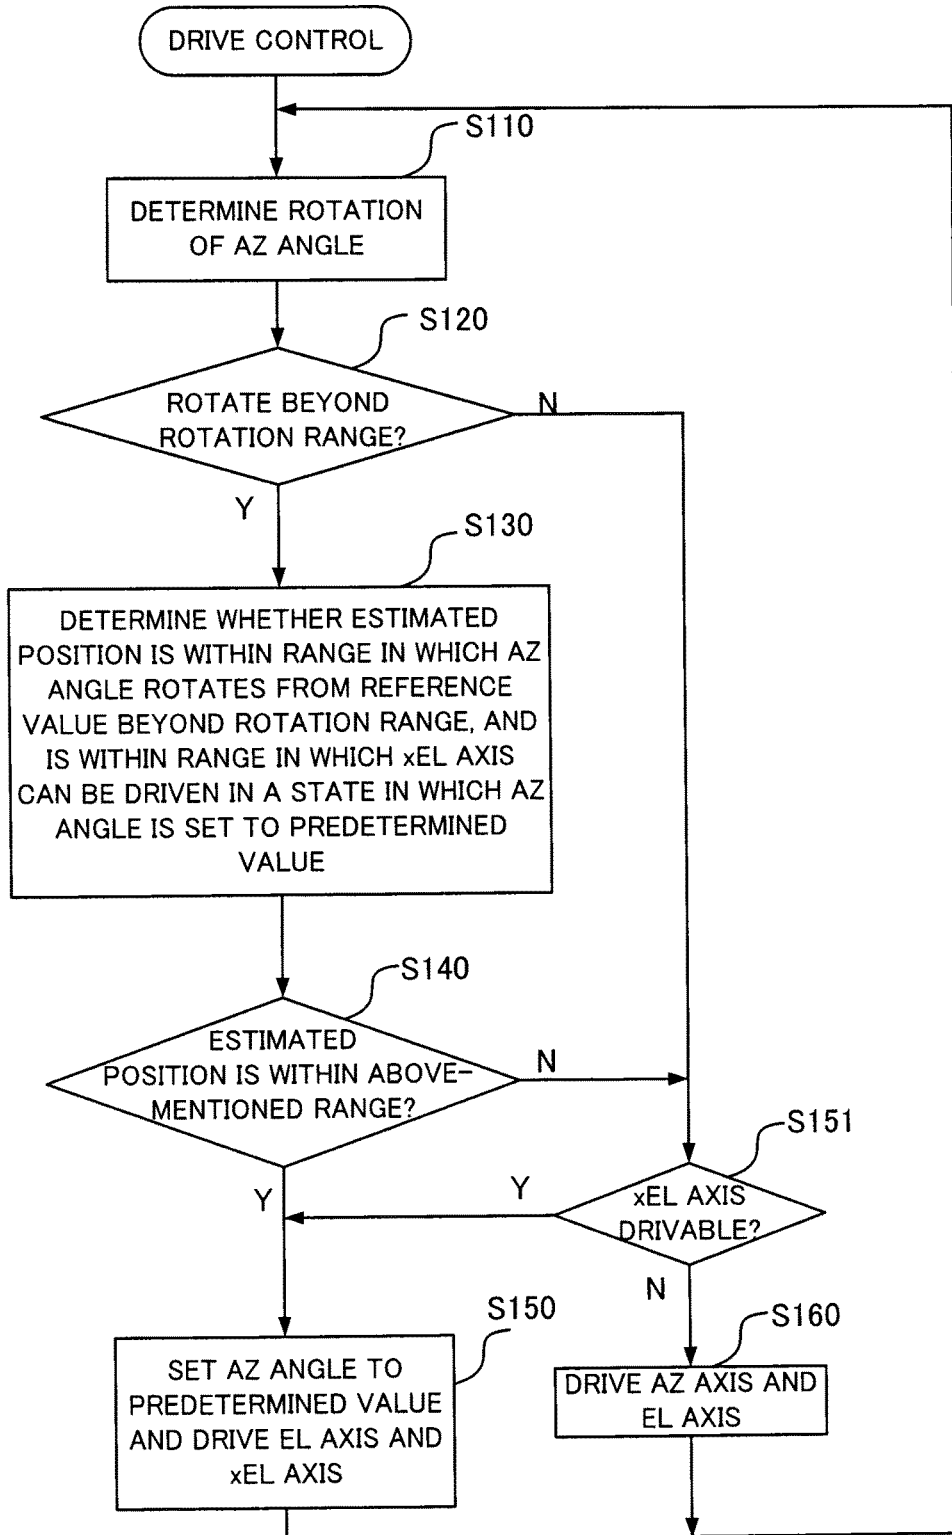 DRIVE CONTROL
S110
DETERMINE ROTATION
OF AZ ANGLE
S120
ROTATE BEYOND
ROTATION RANGE?
N
Y
S130
DETERMINE WHETHER ESTIMATED
POSITION IS WITHIN RANGE IN WHICH AZ
ANGLE ROTATES FROM REFERENCE
VALUE BEYOND ROTATION RANGE, AND
IS WITHIN RANGE IN WHICH xEL AXIS
CAN BE DRIVEN IN A STATE IN WHICH AZ
ANGLE IS SET TO PREDETERMINED
VALUE
S140
ESTIMATED
POSITION IS WITHIN ABOVE-
MENTIONED RANGE?
N
Y
S151
xEL AXIS
DRIVABLE?
Y
N
S150
SET AZ ANGLE TO
PREDETERMINED VALUE
AND DRIVE EL AXIS AND
xEL AXIS
S160
DRIVE AZ AXIS AND
EL AXIS